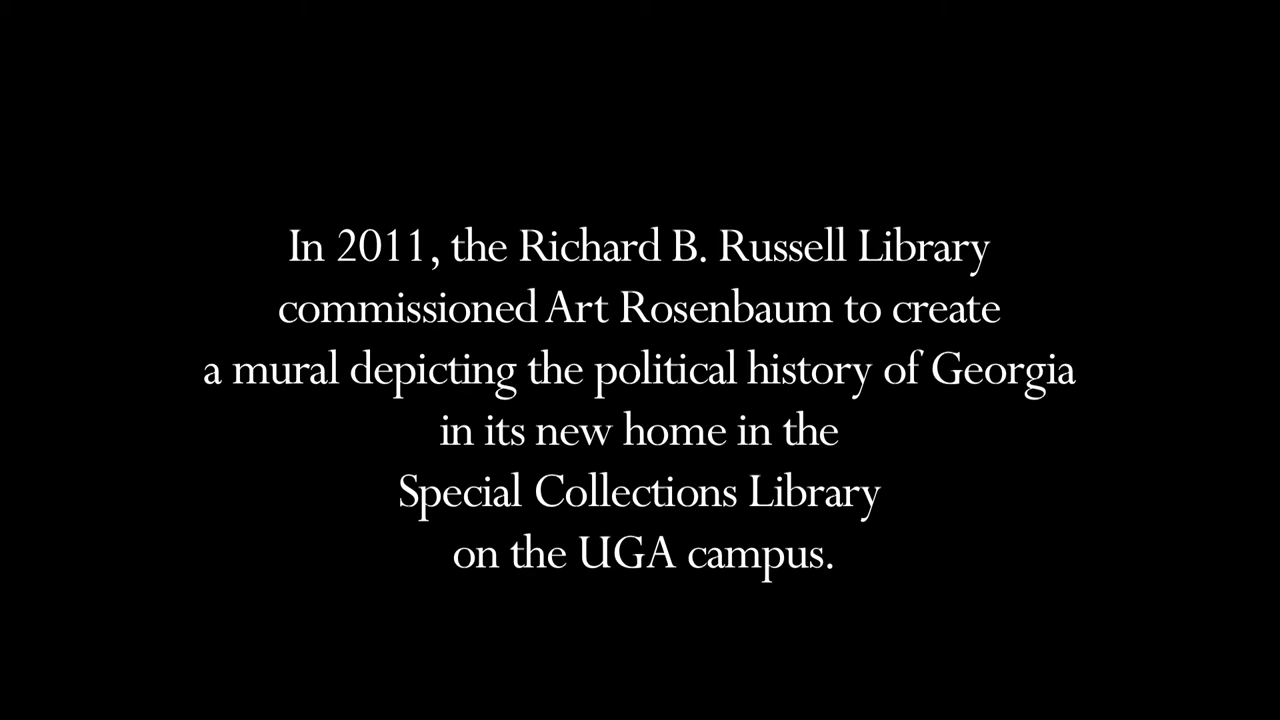 In 2011, the Richard B. Russell Library
commissioned Art Rosenbaum to create
a mural depicting the political history of Georgia
in its new home in the
Special Collections Library
on the UGA campus.